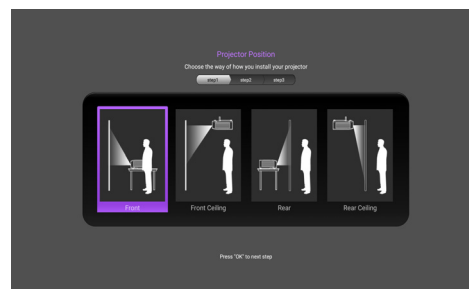 Projector Position
Choose the way of how you install your projector
step1 step2 step3
Front Front Ceiling Rear Rear Ceiling
Press "OK" to next step